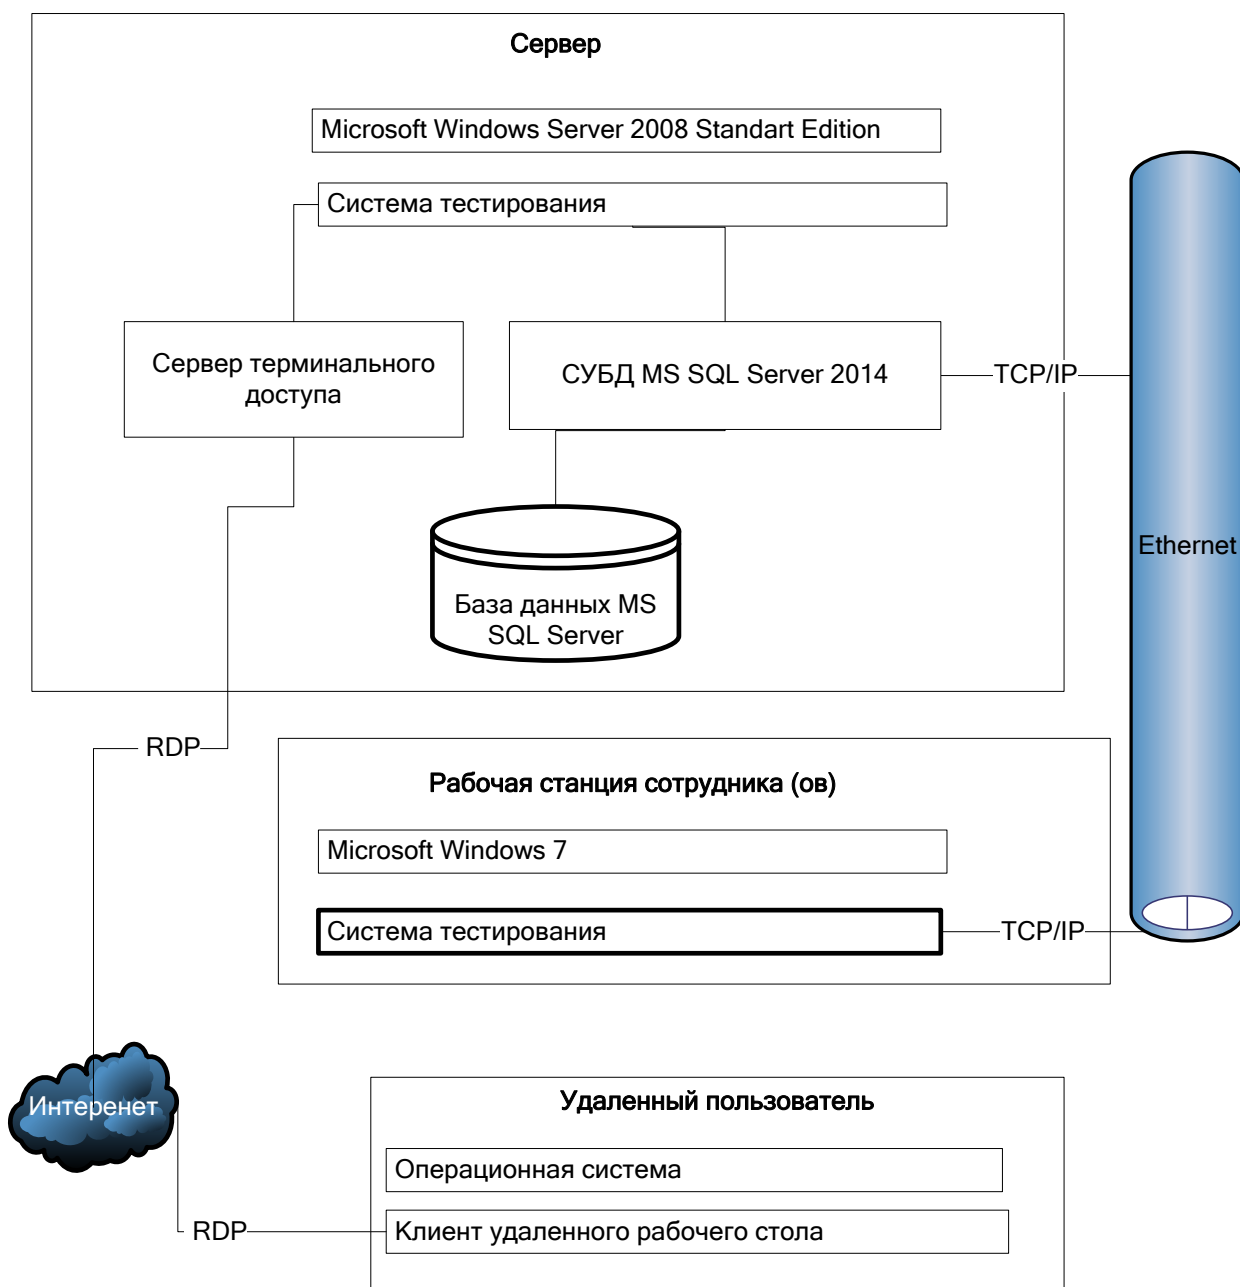 Сервер
Microsoft Windows Server 2008 Standart Edition
Система тестирования
Сервер терминального
доступа
СУБД MS SQL Server 2014
TCP/IP
Ethernet
База данных MS
SQL Server
RDP
Рабочая станция сотрудника (ов)
Microsoft Windows 7
Система тестирования
TCP/IP
Интеренет
Удаленный пользователь
Операционная система
RDP
Клиент удаленного рабочего стола